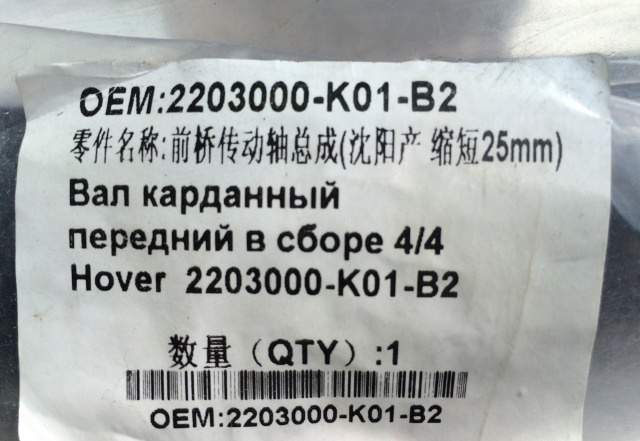 OEM:2203000-K01-B2
零件名称:前桥传动轴总成(沈阳产 缩短25mm)
Вал карданный
передний в сборе 4/4
Hover 2203000-K01-B2
数量（QTY）:1
OEM:2203000-K01-B2